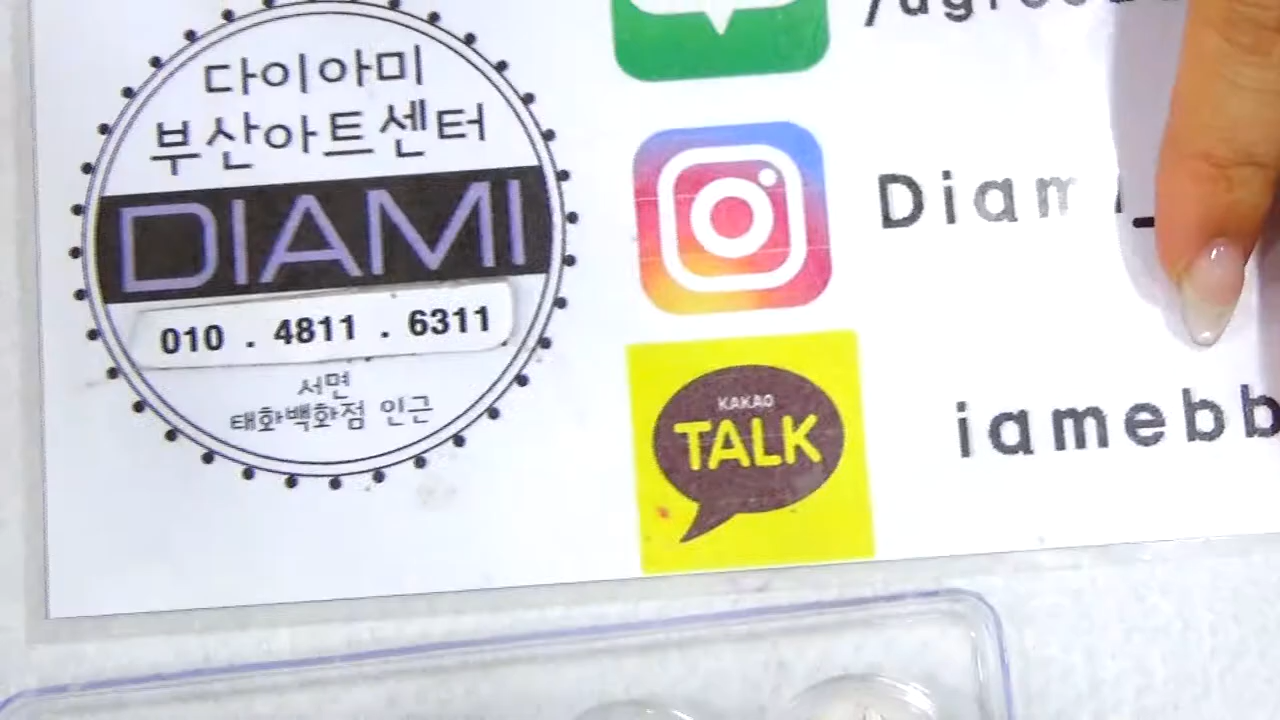 다이아미
부산아트센터
DIAMI
010 . 4811 . 6311
서면
태화백화점 인근
KAKAO
TALK
iamebb